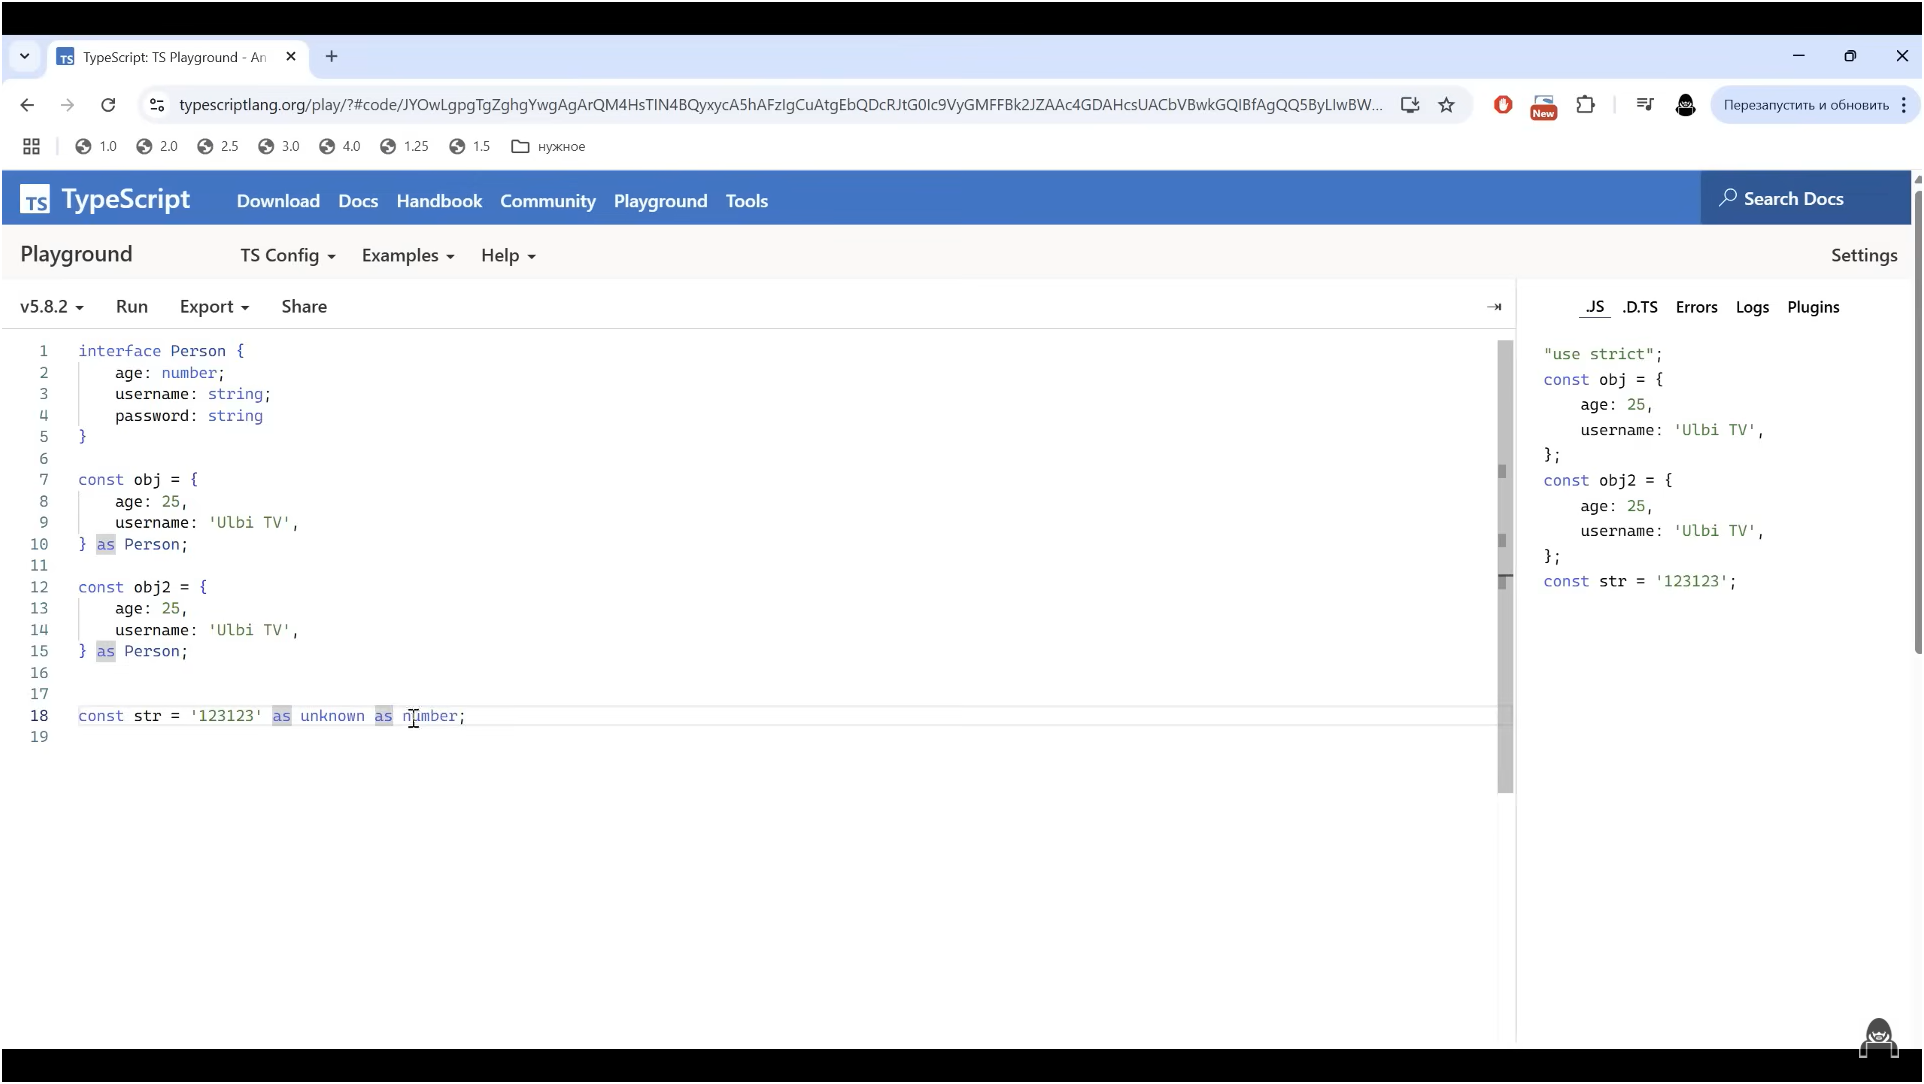 TS TypeScript: TS Playground - An
typescriptlang.org/play/?#code/JYOwLgpgTgZghgYwgAgArQM4HsTIN4BQyxycA5hAFzIgCuAtgEbQDcRJtG0Ic9VyGMFFBk2JZAAc4GDAHcsUACbVBwkGQIBfAgQQ5ByLIwBW... New Перезапустить и обновить
1.0 2.0 2.5 3.0 4.0 1.25 1.5 нужное
TS TypeScript Download Docs Handbook Community Playground Tools Search Docs
Playground TS Config Examples Help Settings
v5.8.2 Run Export Share
1 interface Person {
2 age: number;
3 username: string;
4 password: string
5 }
6
7 const obj = {
8 age: 25,
9 username: 'Ulbi TV',
10 } as Person;
11
12 const obj2 = {
13 age: 25,
14 username: 'Ulbi TV',
15 } as Person;
16
17
18 const str = '123123' as unknown as number;
19
.JS .D.TS Errors Logs Plugins
"use strict";
const obj = {
age: 25,
username: 'Ulbi TV',
};
const obj2 = {
age: 25,
username: 'Ulbi TV',
};
const str = '123123';